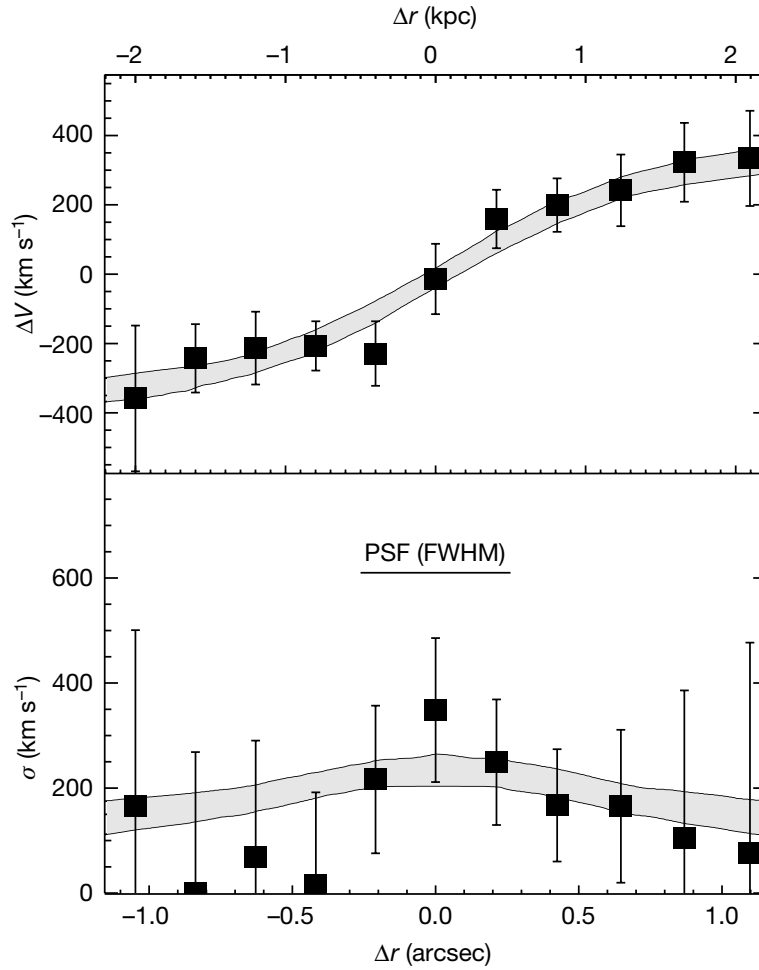 Δr (kpc)
−2 −1 0 1 2
400
200
0
−200
−400
ΔV (km s⁻¹)
PSF (FWHM)
600
400
200
0
σ (km s⁻¹)
−1.0 −0.5 0.0 0.5 1.0
Δr (arcsec)